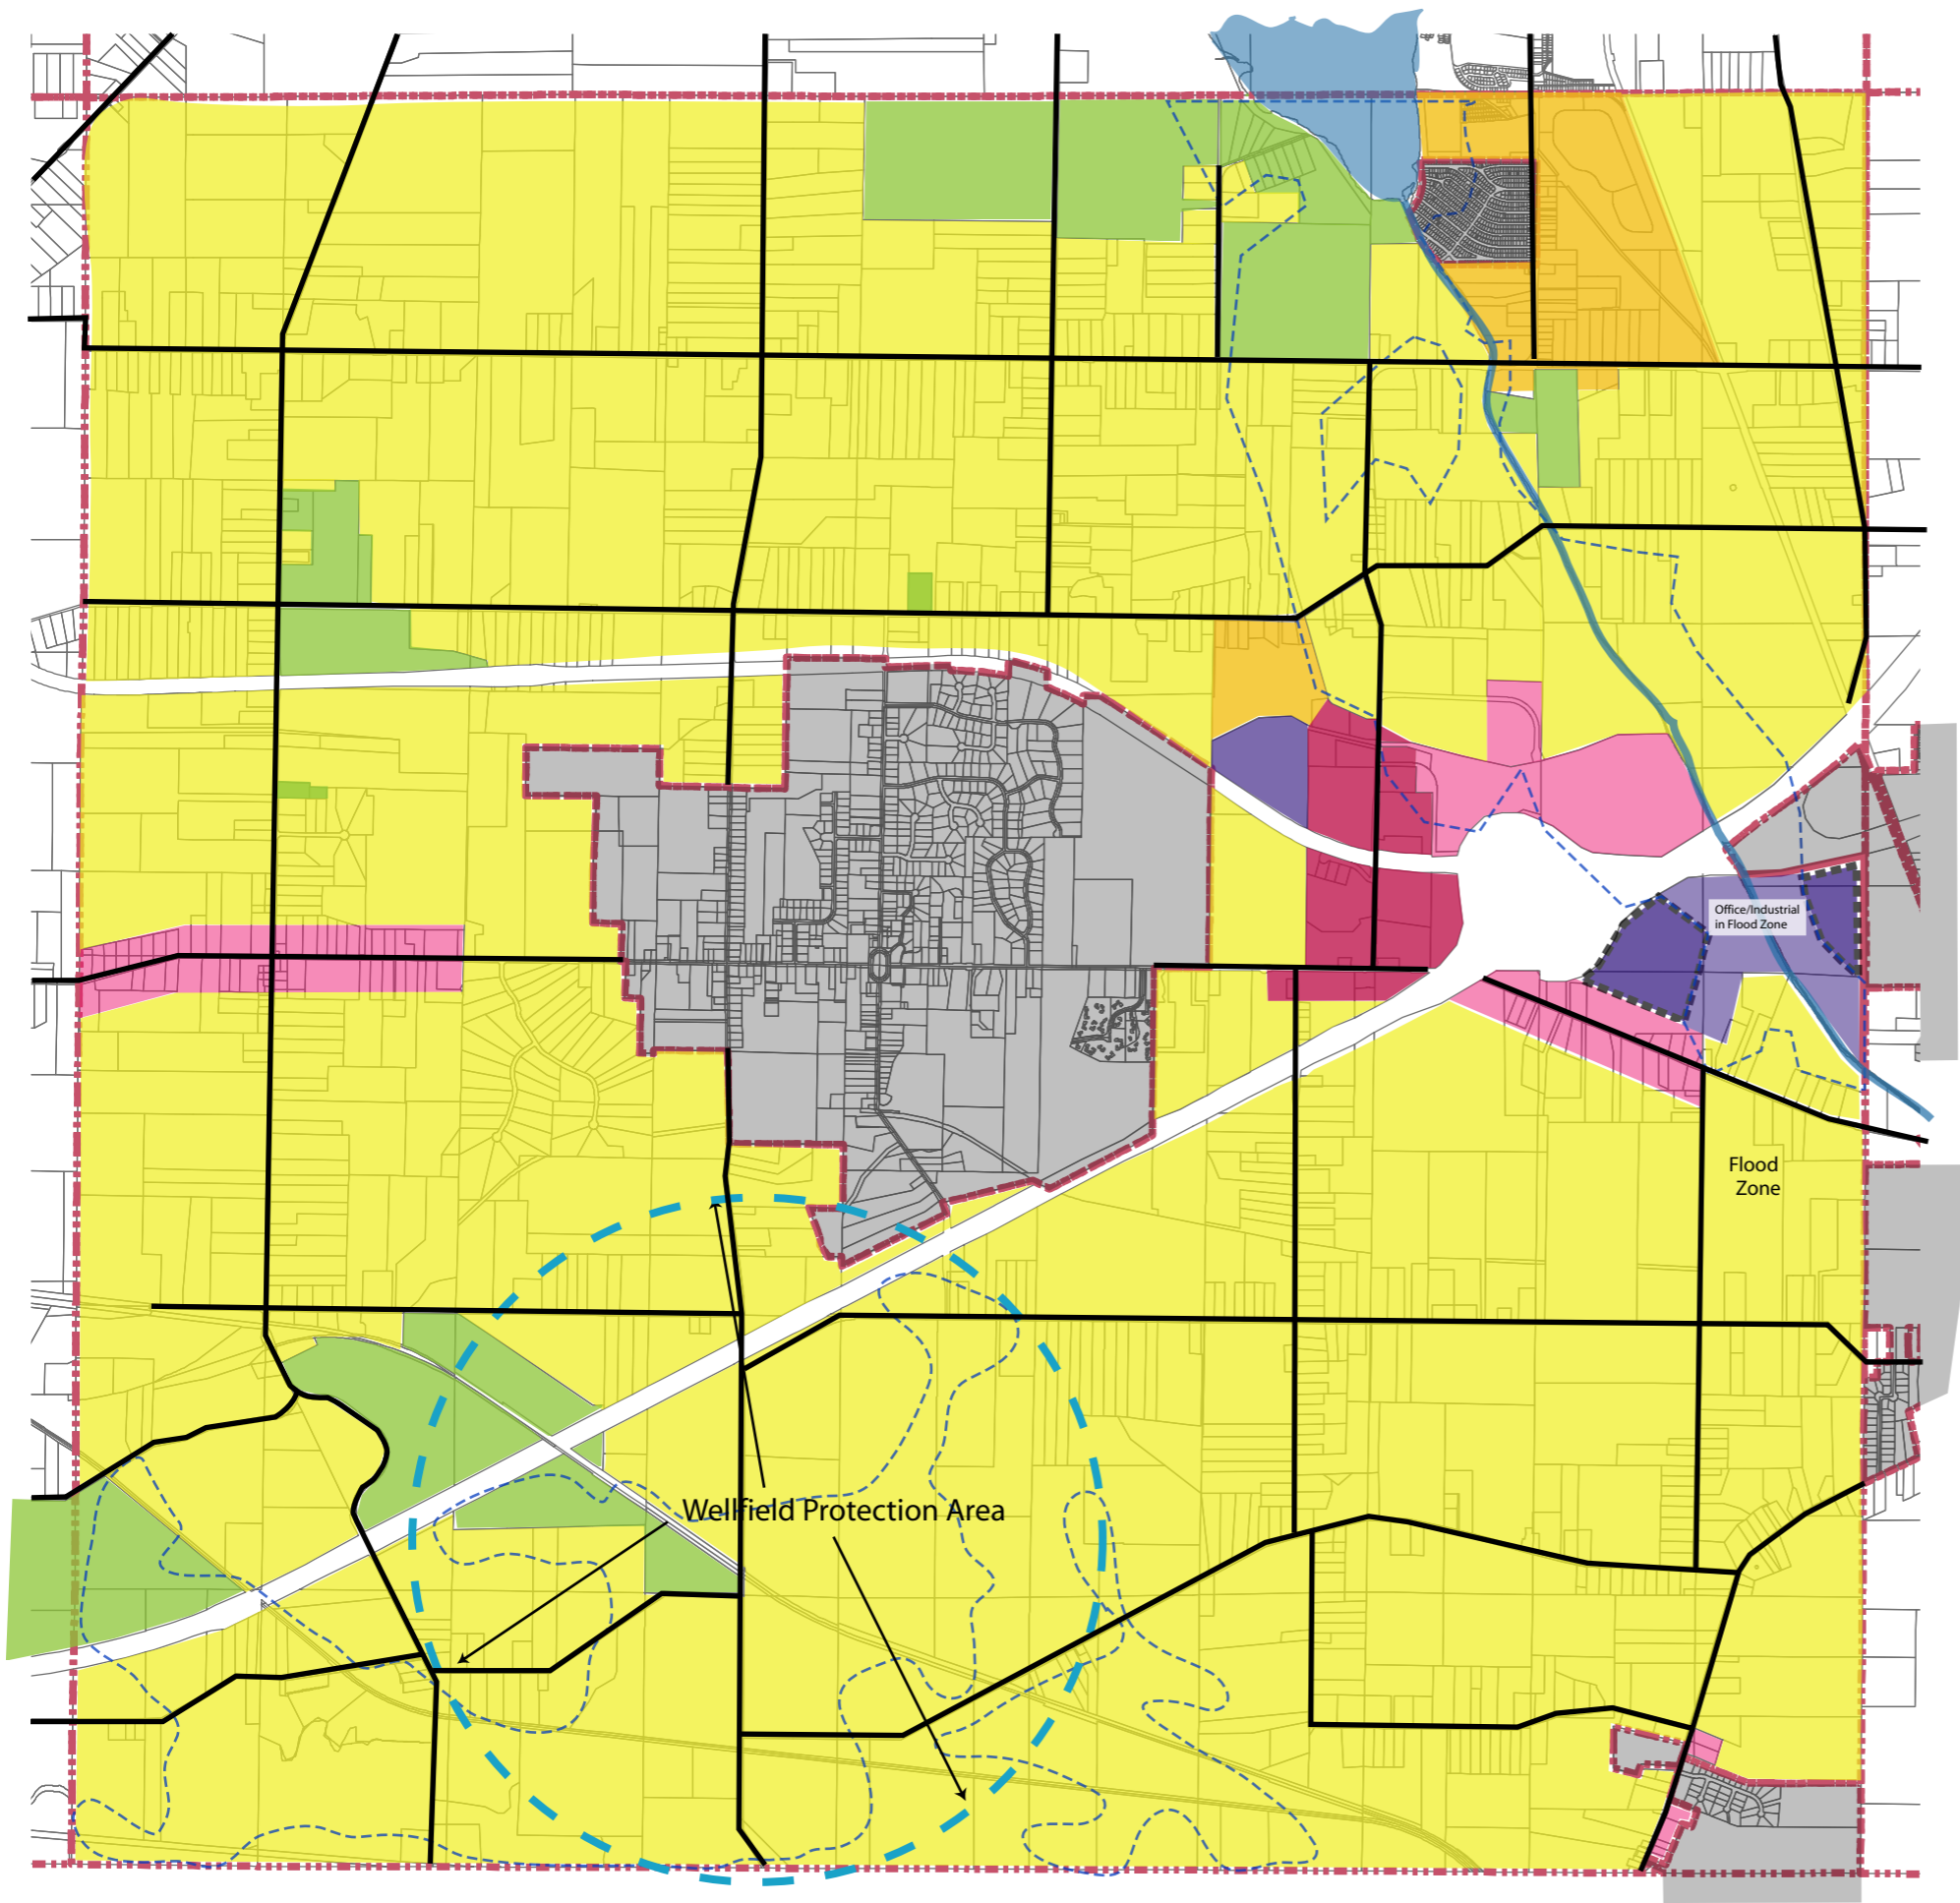 Office/Industrial
in Flood Zone
Flood
Zone
Wellfield Protection Area